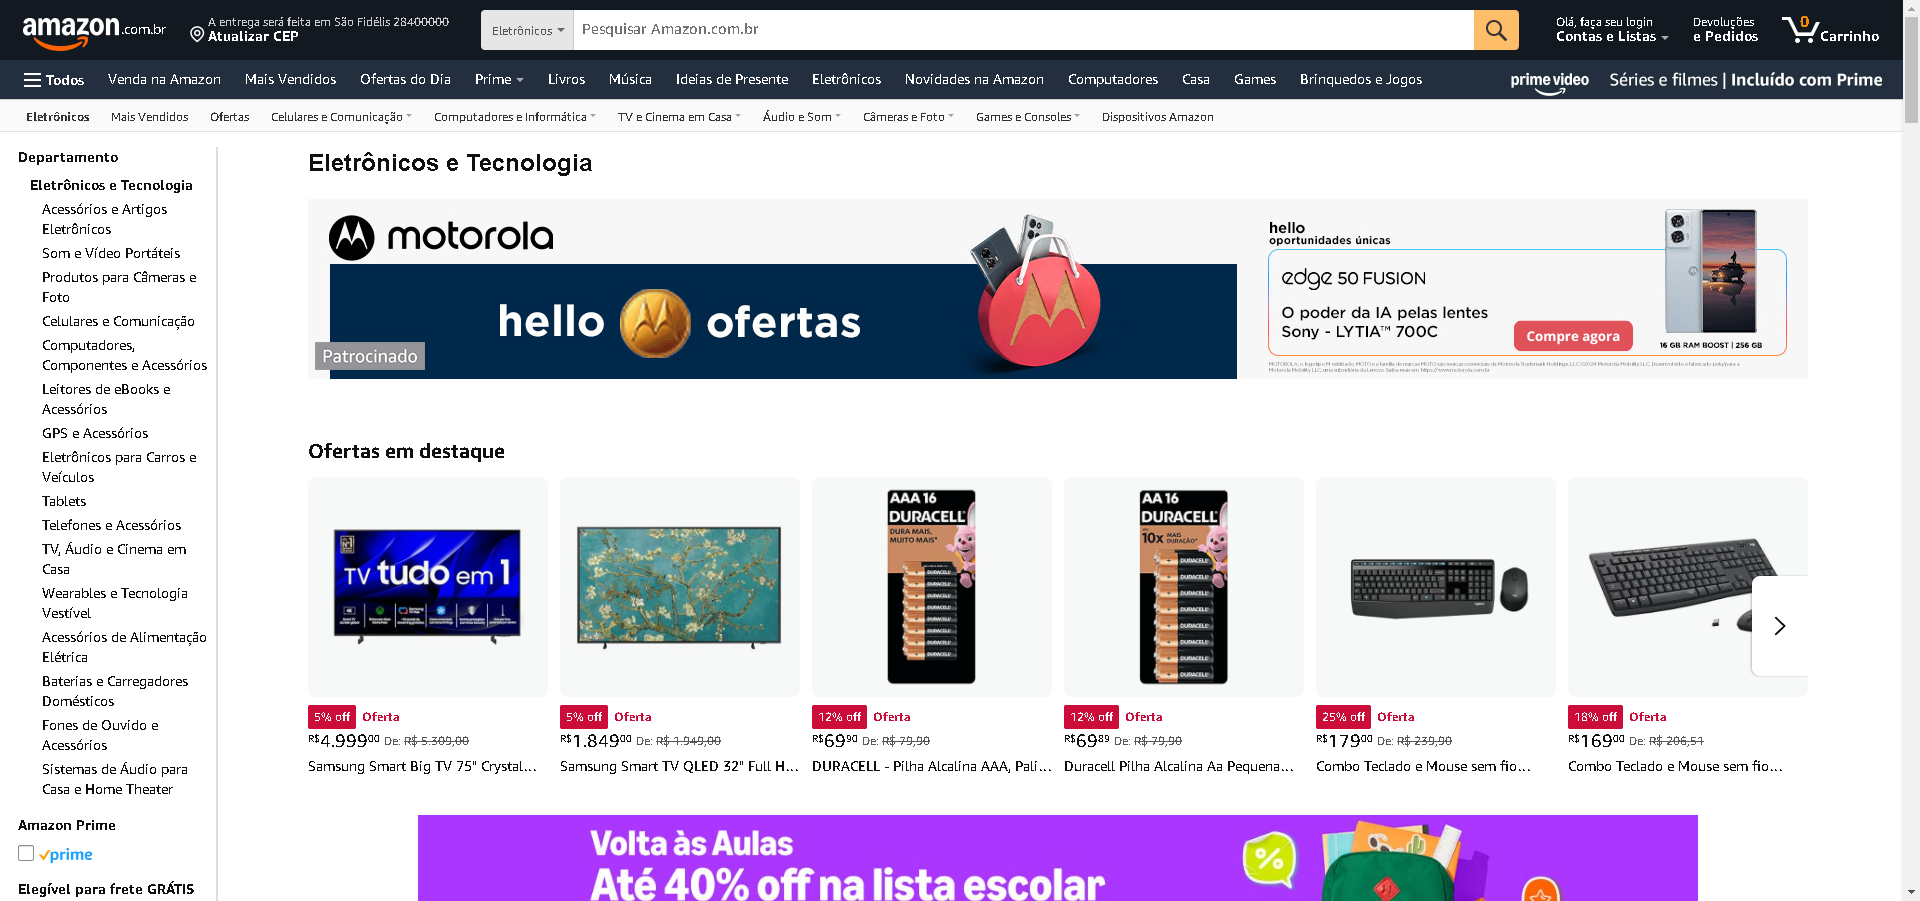 amazon.com.br
A entrega será feita em São Fidélis 28400000
Atualizar CEP
Eletrônicos
Pesquisar Amazon.com.br
Olá, faça seu login
Contas e Listas
Devoluções
e Pedidos
0
Carrinho
Todos
Venda na Amazon
Mais Vendidos
Ofertas do Dia
Prime
Livros
Música
Ideias de Presente
Eletrônicos
Novidades na Amazon
Computadores
Casa
Games
Brinquedos e Jogos
prime video
Séries e filmes | Incluído com Prime
Eletrônicos
Mais Vendidos
Ofertas
Celulares e Comunicação
Computadores e Informática
TV e Cinema em Casa
Áudio e Som
Câmeras e Foto
Games e Consoles
Dispositivos Amazon
Departamento
Eletrônicos e Tecnologia
Acessórios e Artigos
Eletrônicos
Som e Vídeo Portáteis
Produtos para Câmeras e
Foto
Celulares e Comunicação
Computadores,
Componentes e Acessórios
Leitores de eBooks e
Acessórios
GPS e Acessórios
Eletrônicos para Carros e
Veículos
Tablets
Telefones e Acessórios
TV, Áudio e Cinema em
Casa
Wearables e Tecnologia
Vestível
Acessórios de Alimentação
Elétrica
Baterias e Carregadores
Domésticos
Fones de Ouvido e
Acessórios
Sistemas de Áudio para
Casa e Home Theater
Amazon Prime
prime
Elegível para frete GRÁTIS
Eletrônicos e Tecnologia
motorola
hello ofertas
Patrocinado
hello
oportunidades únicas
edge 50 FUSION
O poder da IA pelas lentes
Sony - LYTIA™ 700C
Compre agora
16 GB RAM BOOST | 256 GB
Ofertas em destaque
TV tudo em 1
AAA 16
DURACELL
DURA MAIS,
MUITO MAIS*
AA 16
DURACELL
10x MAIS
DURAÇÃO*
5% off Oferta
R$4.99900 De: R$ 5.309,00
Samsung Smart Big TV 75" Crystal...
5% off Oferta
R$1.84900 De: R$ 1.949,00
Samsung Smart TV QLED 32" Full H...
12% off Oferta
R$6990 De: R$ 79,90
DURACELL - Pilha Alcalina AAA, Pali...
12% off Oferta
R$6989 De: R$ 79,90
Duracell Pilha Alcalina Aa Pequena...
25% off Oferta
R$17900 De: R$ 239,90
Combo Teclado e Mouse sem fio...
18% off Oferta
R$16900 De: R$ 206,51
Combo Teclado e Mouse sem fio...
Volta às Aulas
Até 40% off na lista escolar
%